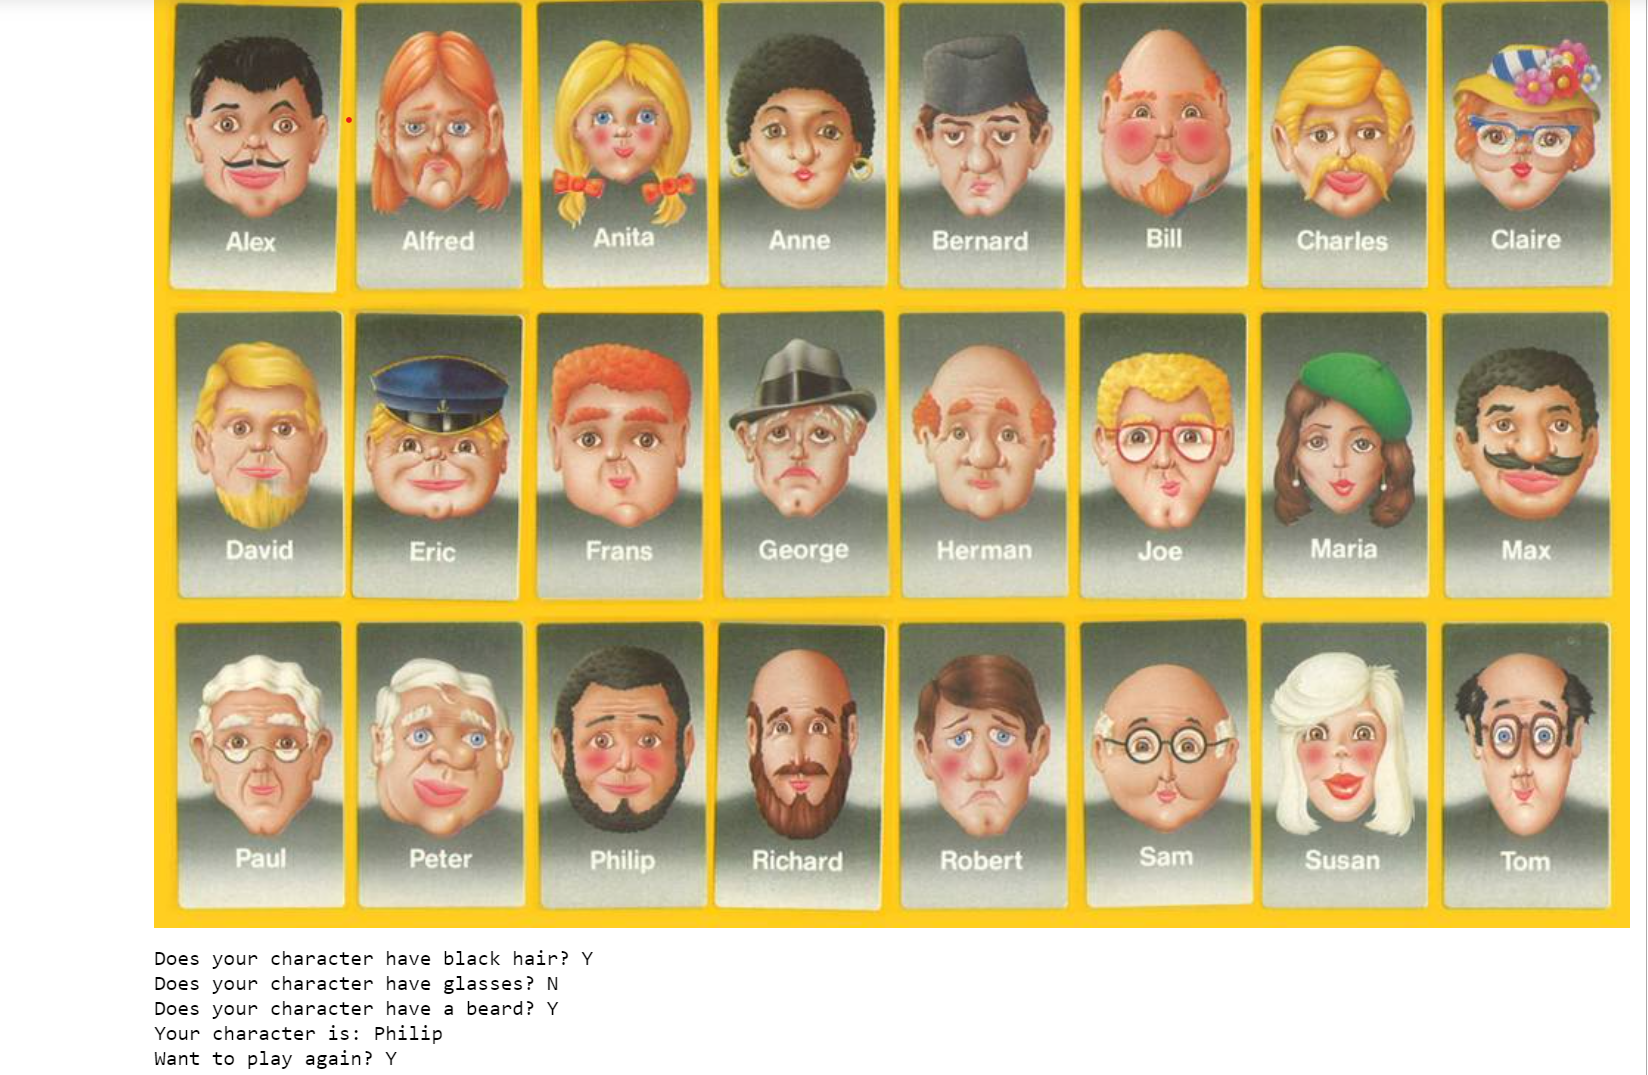 Alex Alfred Anita Anne Bernard Bill Charles Claire
David Eric Frans George Herman Joe Maria Max
Paul Peter Philip Richard Robert Sam Susan Tom
Does your character have black hair? Y
Does your character have glasses? N
Does your character have a beard? Y
Your character is: Philip
Want to play again? Y